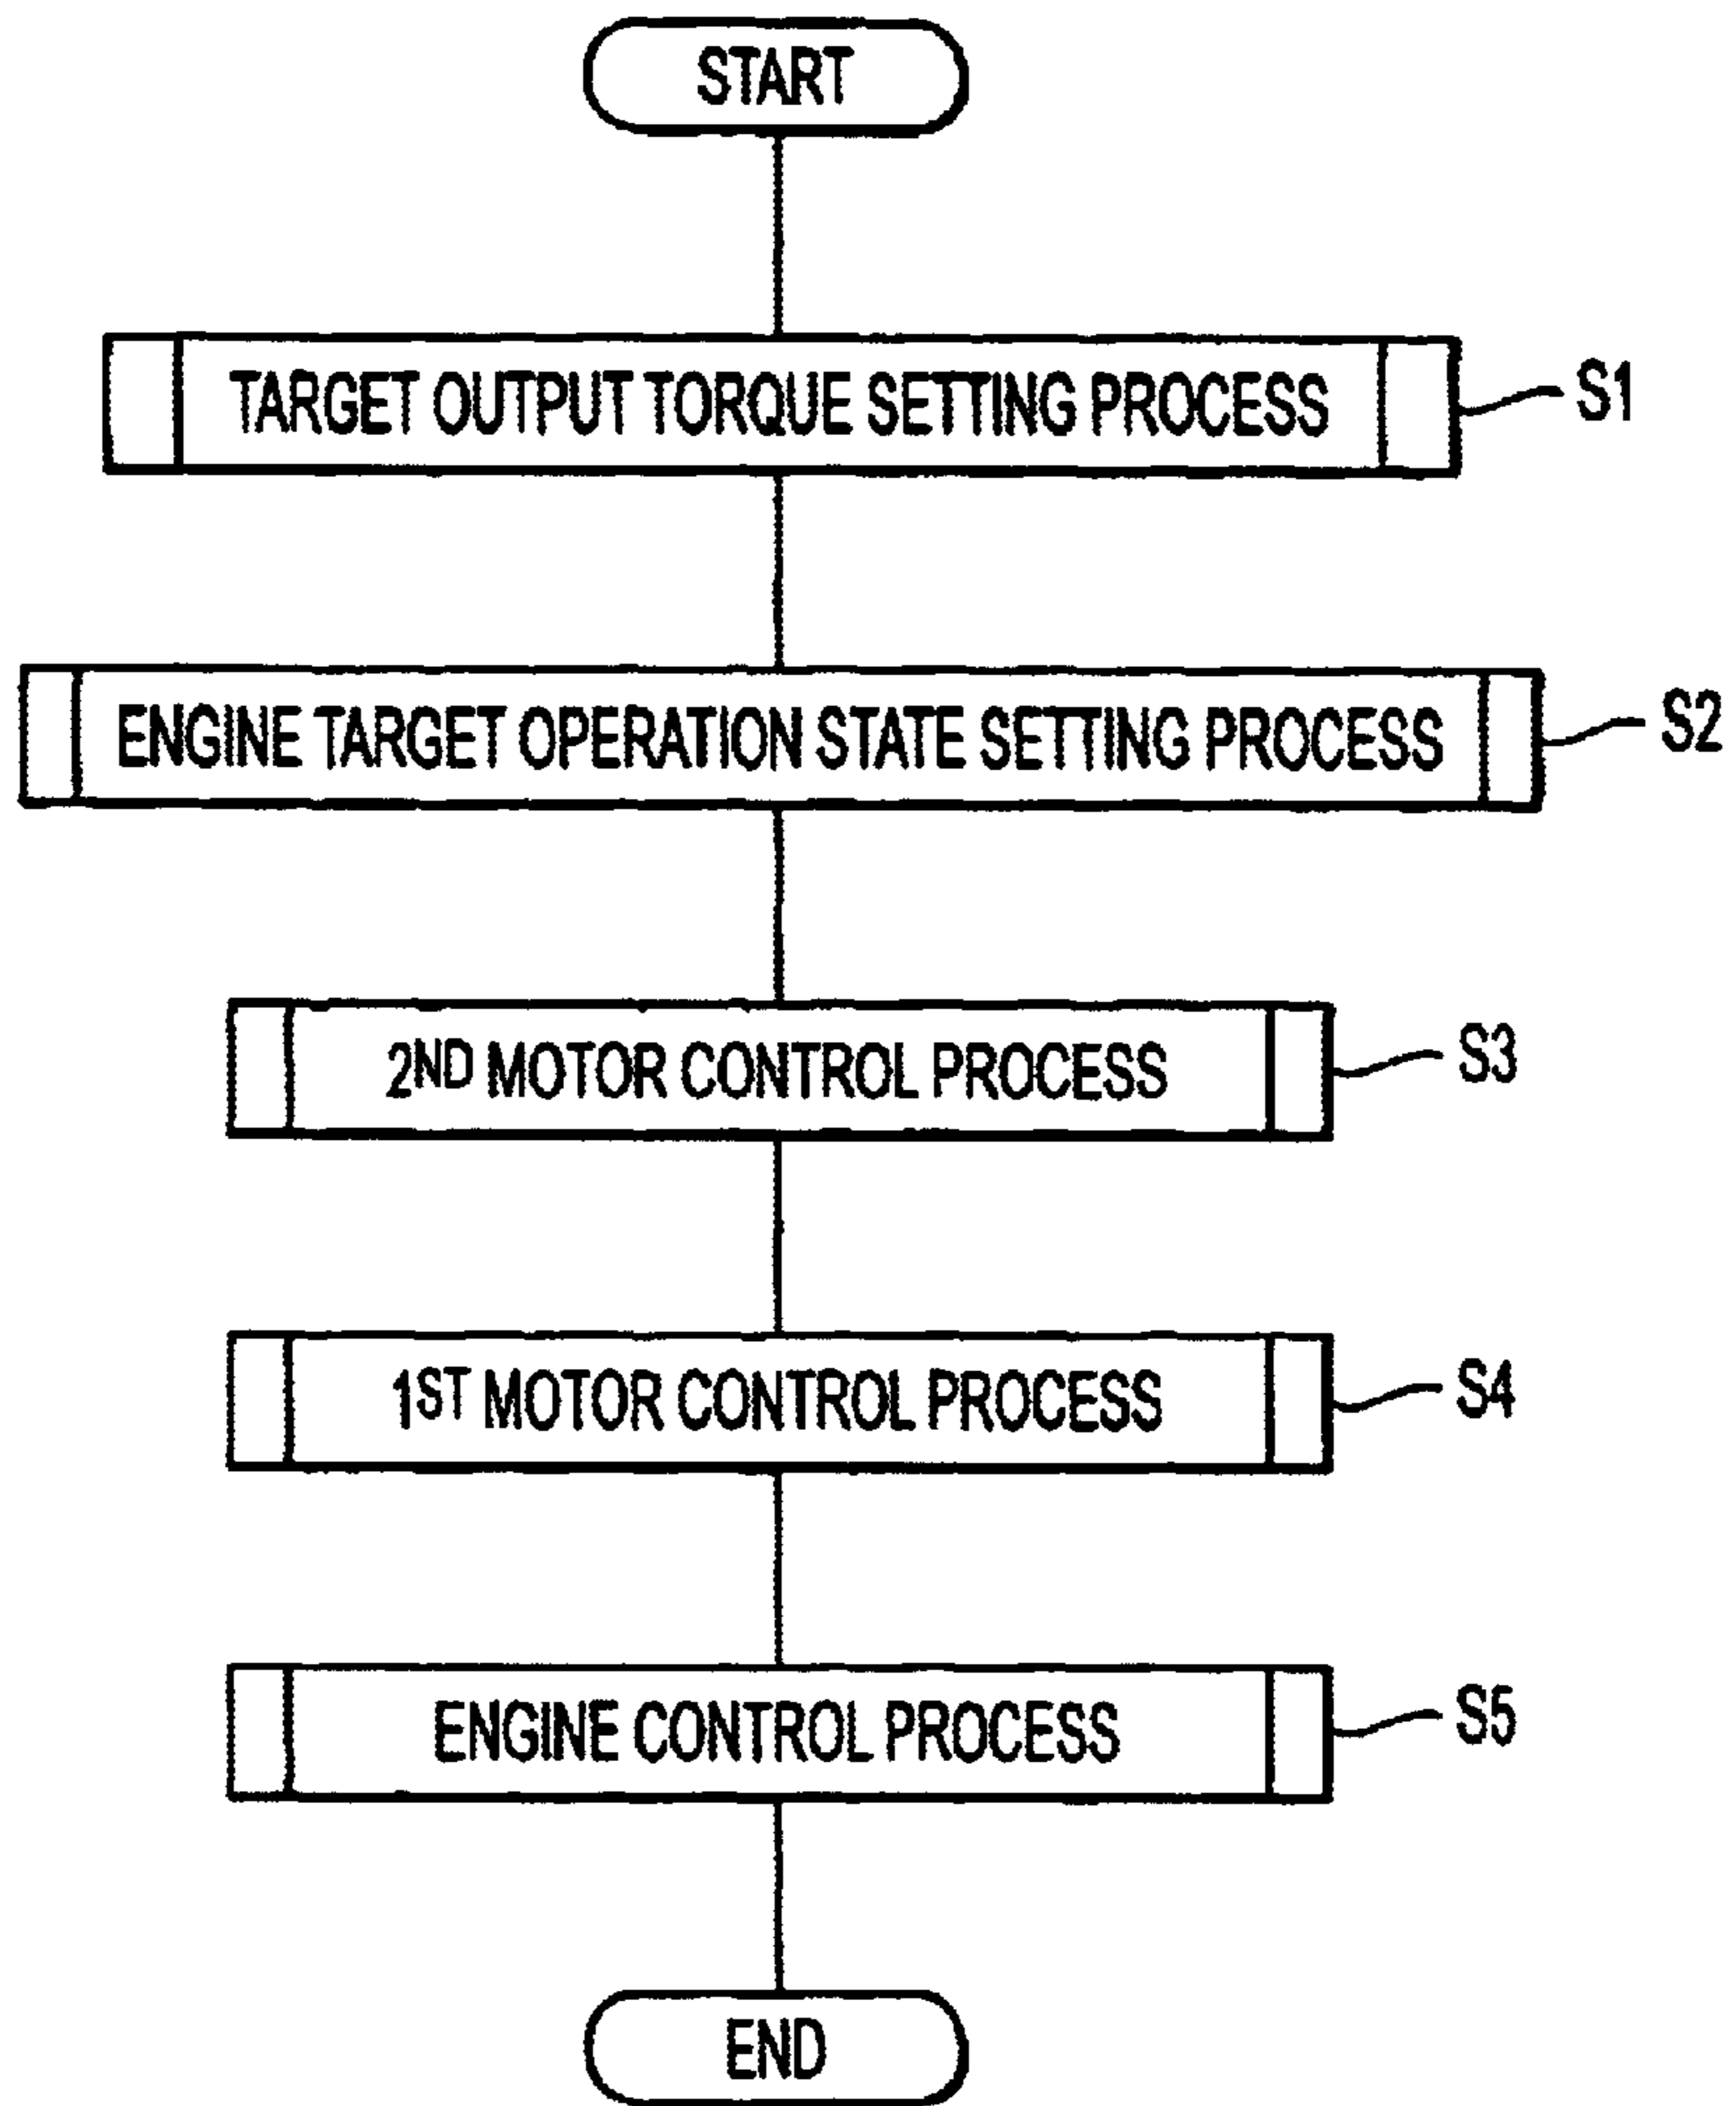 START
TARGET OUTPUT TORQUE SETTING PROCESS
S1
ENGINE TARGET OPERATION STATE SETTING PROCESS
S2
2ND MOTOR CONTROL PROCESS
S3
1ST MOTOR CONTROL PROCESS
S4
ENGINE CONTROL PROCESS
S5
END